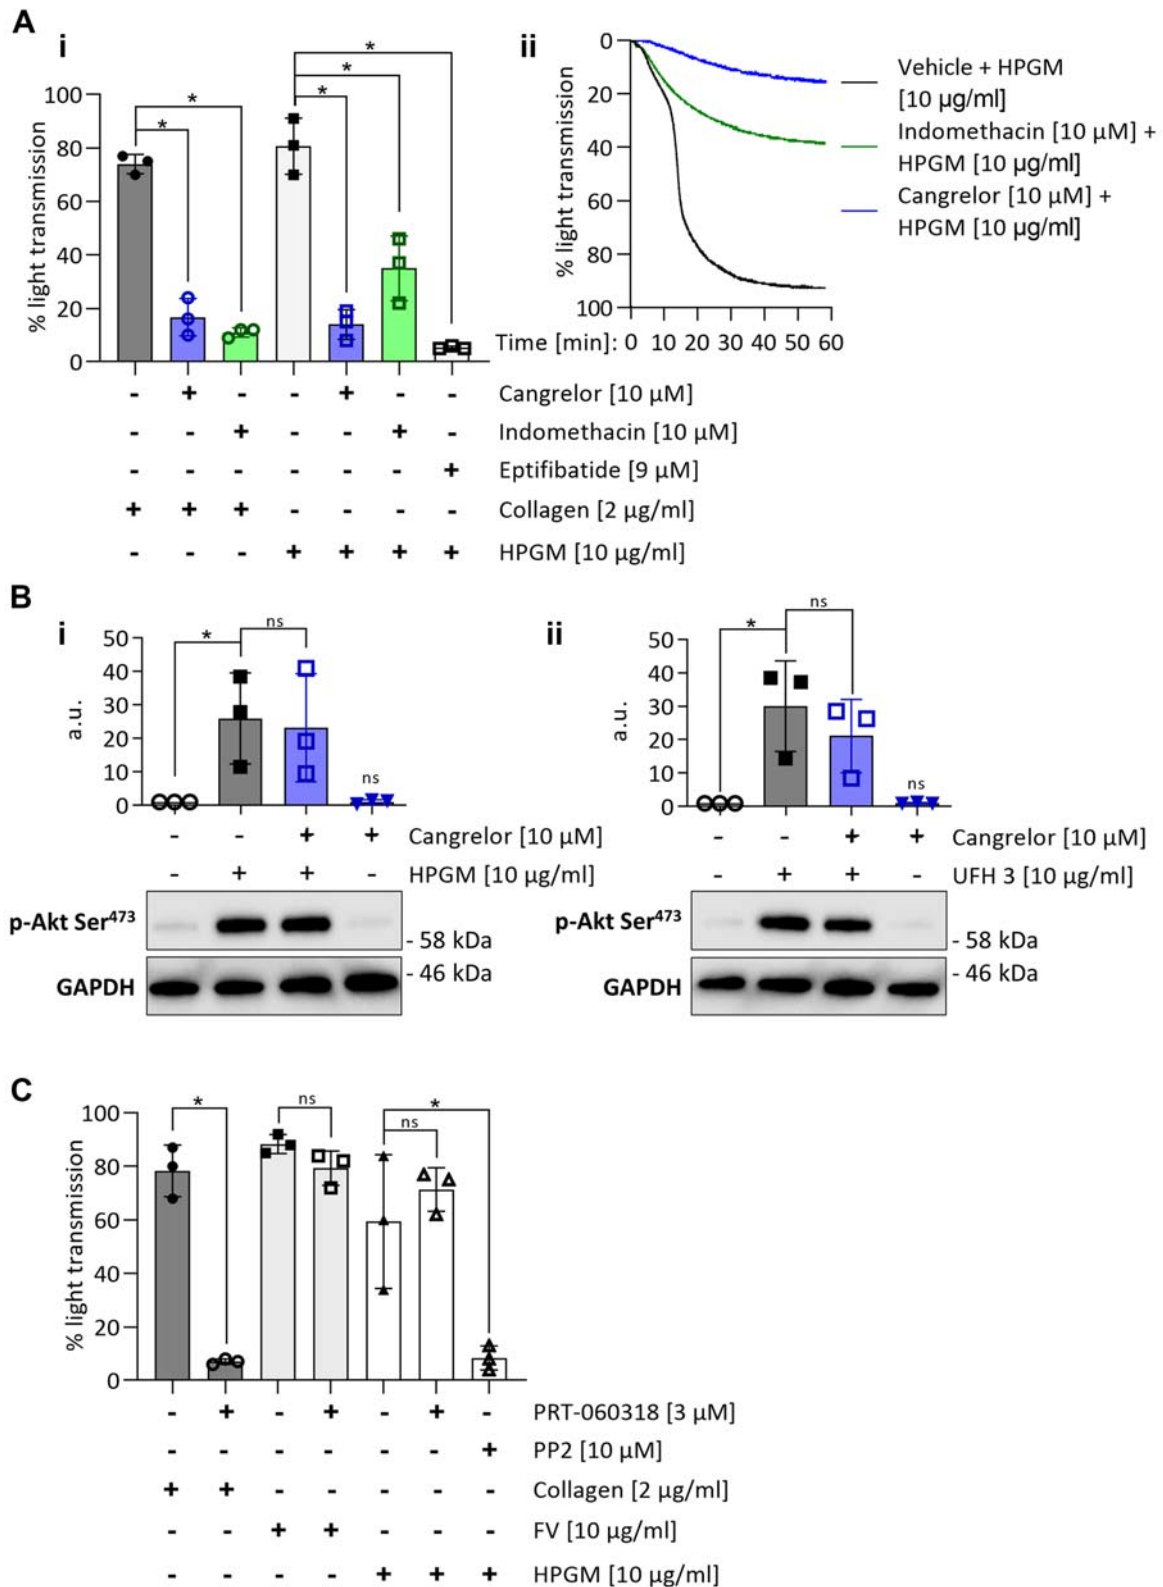 A
i
% light transmission
100
80
60
40
20
0
*
*
*
*
*
- + - - + - - Cangrelor [10 µM]
- - + - - + - Indomethacin [10 µM]
- - - - - - + Eptifibatide [9 µM]
+ + + - - - - Collagen [2 µg/ml]
- - - + + + + HPGM [10 µg/ml]
ii
% light transmission
0
20
40
60
80
100
Time [min]: 0 10 20 30 40 50 60
Vehicle + HPGM
[10 µg/ml]
Indomethacin [10 µM] +
HPGM [10 µg/ml]
Cangrelor [10 µM] +
HPGM [10 µg/ml]
B
i
a.u.
50
40
30
20
10
0
*
ns
ns
- - + + Cangrelor [10 µM]
- + + - HPGM [10 µg/ml]
p-Akt Ser⁴⁷³
- 58 kDa
- 46 kDa
GAPDH
ii
a.u.
50
40
30
20
10
0
*
ns
ns
- - + + Cangrelor [10 µM]
- + + - UFH 3 [10 µg/ml]
p-Akt Ser⁴⁷³
- 58 kDa
- 46 kDa
GAPDH
C
% light transmission
100
80
60
40
20
0
*
ns
ns
*
- + - + - + - PRT-060318 [3 µM]
- - - - - - + PP2 [10 µM]
+ + - - - - - Collagen [2 µg/ml]
- - + + - - - FV [10 µg/ml]
- - - - + + + HPGM [10 µg/ml]